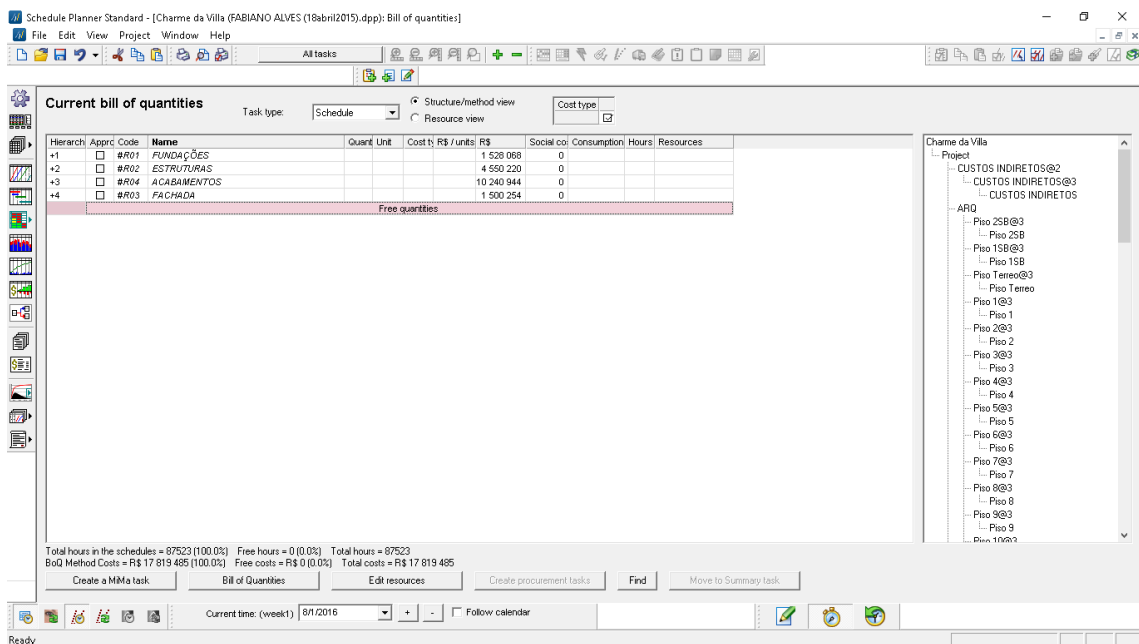 Schedule Planner Standard - [Charme da Villa (FABIANO ALVES (18abril2015).dpp): Bill of quantities]
File Edit View Project Window Help
All tasks
Current bill of quantities
Task type: Schedule
Structure/method view
Resource view
Cost type
Hierarch Appro Code Name Quant Unit Cost ty R$ / units R$ Social co Consumption Hours Resources
+1 #R01 FUNDAÇÕES 1 528 068 0
+2 #R02 ESTRUTURAS 4 550 220 0
+3 #R04 ACABAMENTOS 10 240 944 0
+4 #R03 FACHADA 1 500 254 0
Free quantities
Charme da Villa
Project
CUSTOS INDIRETOS@2
CUSTOS INDIRETOS@3
CUSTOS INDIRETOS
ARQ
Piso 2SB@3
Piso 2SB
Piso 1SB@3
Piso 1SB
Piso Terreo@3
Piso Terreo
Piso 1@3
Piso 1
Piso 2@3
Piso 2
Piso 3@3
Piso 3
Piso 4@3
Piso 4
Piso 5@3
Piso 5
Piso 6@3
Piso 6
Piso 7@3
Piso 7
Piso 8@3
Piso 8
Piso 9@3
Piso 9
Piso 10@3
Total hours in the schedules = 87523 (100.0%) Free hours = 0 (0.0%) Total hours = 87523
BoQ Method Costs = R$ 17 819 485 (100.0%) Free costs = R$ 0 (0.0%) Total costs = R$ 17 819 485
Create a MiMa task Bill of Quantities Edit resources Create procurement tasks Find Move to Summary task
Current time: (week1) 8/1/2016 + - Follow calendar
Ready